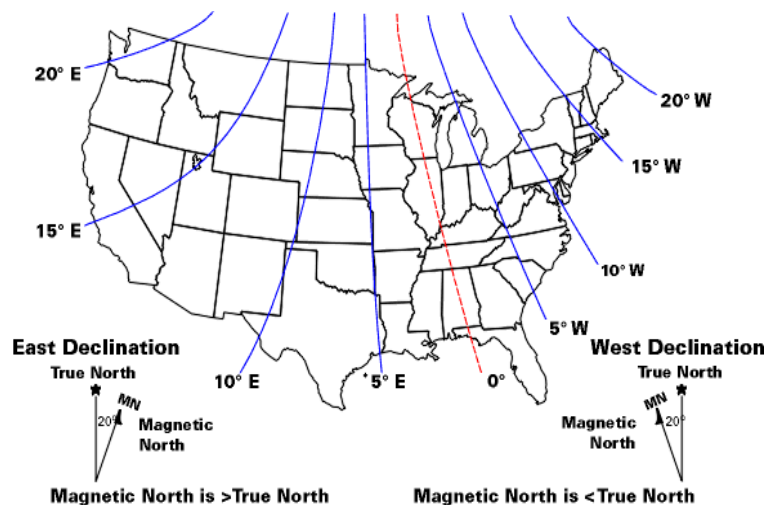 20° E
20° W
15° W
15° E
10° W
5° W
10° E
5° E
0°
East Declination
True North
MN
20°
Magnetic
North
Magnetic North is >True North
West Declination
True North
MN
20°
Magnetic
North
Magnetic North is <True North